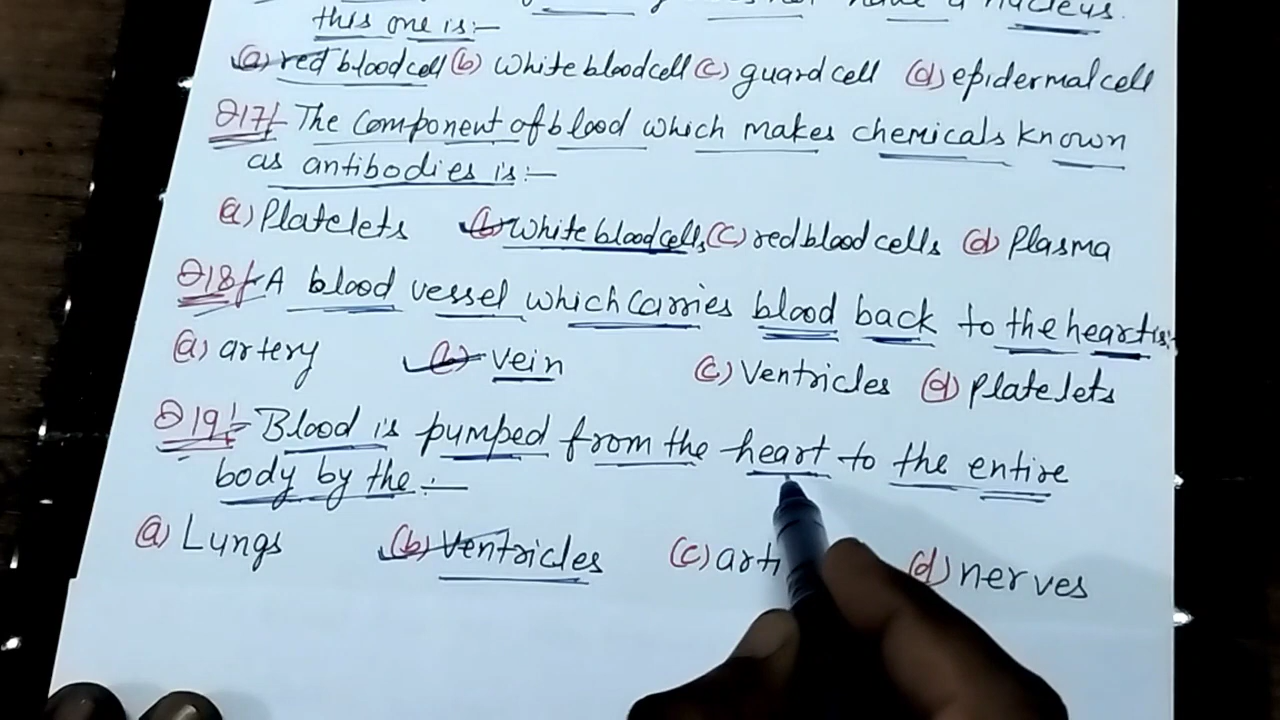 have a nucleus.
this one is:-
(a) red blood cell (b) White blood cell (c) guard cell (d) epidermal cell
Q17/- The Component of blood which makes chemicals known
as antibodies is:-
(a) Platelets (b) White blood cells, (c) red blood cells (d) Plasma
Q18/- A blood vessel which carries blood back to the heart is:-
(a) artery (b) vein (c) Ventricles (d) Platelets
Q19/- Blood is pumped from the heart to the entire
body by the:-
(a) Lungs (b) Ventricles (c) (d) nerves